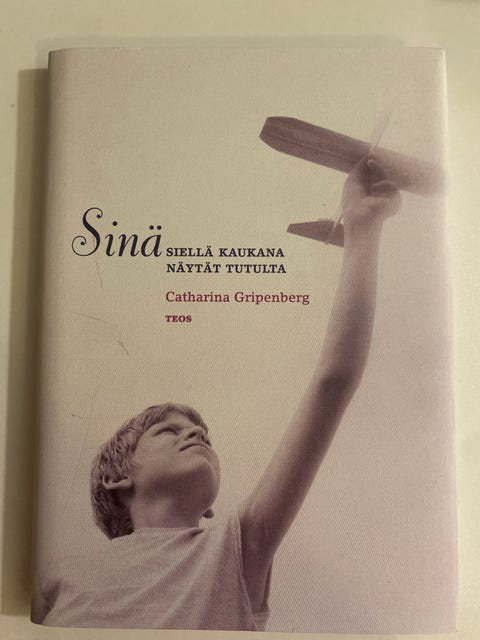 Sinä SIELLÄ KAUKANA
NÄYTÄT TUTULTA
Catharina Gripenberg
TEOS